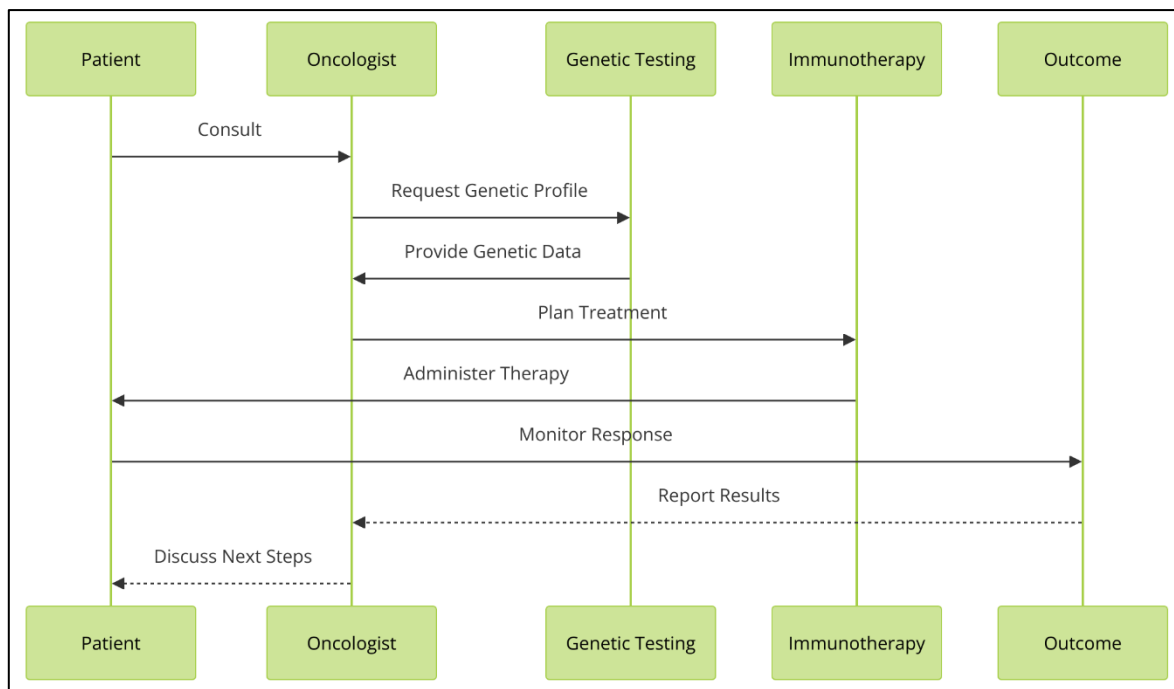 Patient
Oncologist
Genetic Testing
Immunotherapy
Outcome
Consult
Request Genetic Profile
Provide Genetic Data
Plan Treatment
Administer Therapy
Monitor Response
Report Results
Discuss Next Steps
Patient
Oncologist
Genetic Testing
Immunotherapy
Outcome